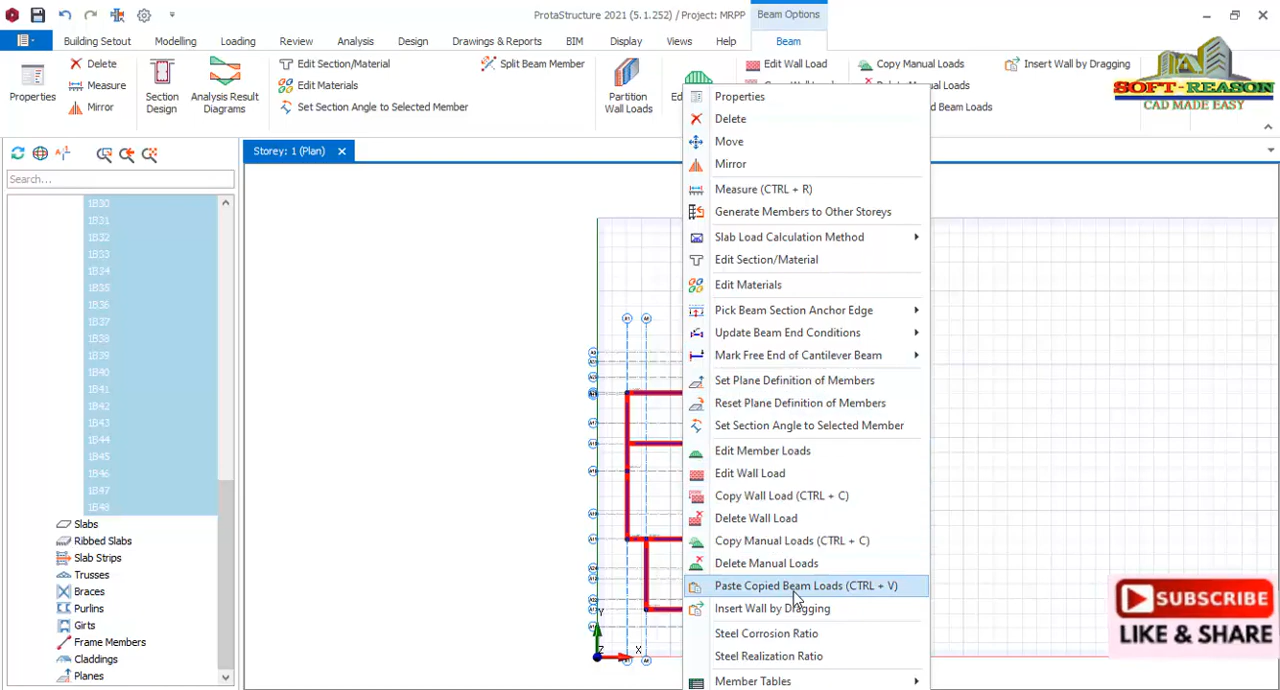 ProtaStructure 2021 (5.1.252) / Project: MRPP
Beam Options
Building Setout
Modelling
Loading
Review
Analysis
Design
Drawings & Reports
BIM
Display
Views
Help
Beam
Properties
Delete
Measure
Mirror
Section Design
Analysis Result Diagrams
Edit Section/Material
Edit Materials
Set Section Angle to Selected Member
Split Beam Member
Partition Wall Loads
Ed
Edit Wall Load
Copy Manual Loads
Insert Wall by Dragging
SOFT-REASON
CAD MADE EASY
Storey: 1 (Plan)
Search...
1B30
1B31
1B32
1B33
1B34
1B35
1B36
1B37
1B38
1B39
1B40
1B41
1B42
1B43
1B44
1B45
1B46
1B47
1B48
Slabs
Ribbed Slabs
Slab Strips
Trusses
Braces
Purlins
Girts
Frame Members
Claddings
Planes
Properties
Delete
Move
Mirror
Measure (CTRL + R)
Generate Members to Other Storeys
Slab Load Calculation Method
Edit Section/Material
Edit Materials
Pick Beam Section Anchor Edge
Update Beam End Conditions
Mark Free End of Cantilever Beam
Set Plane Definition of Members
Reset Plane Definition of Members
Set Section Angle to Selected Member
Edit Member Loads
Edit Wall Load
Copy Wall Load (CTRL + C)
Delete Wall Load
Copy Manual Loads (CTRL + C)
Delete Manual Loads
Paste Copied Beam Loads (CTRL + V)
Insert Wall by Dragging
Steel Corrosion Ratio
Steel Realization Ratio
Member Tables
Y
Z
X
SUBSCRIBE
LIKE & SHARE